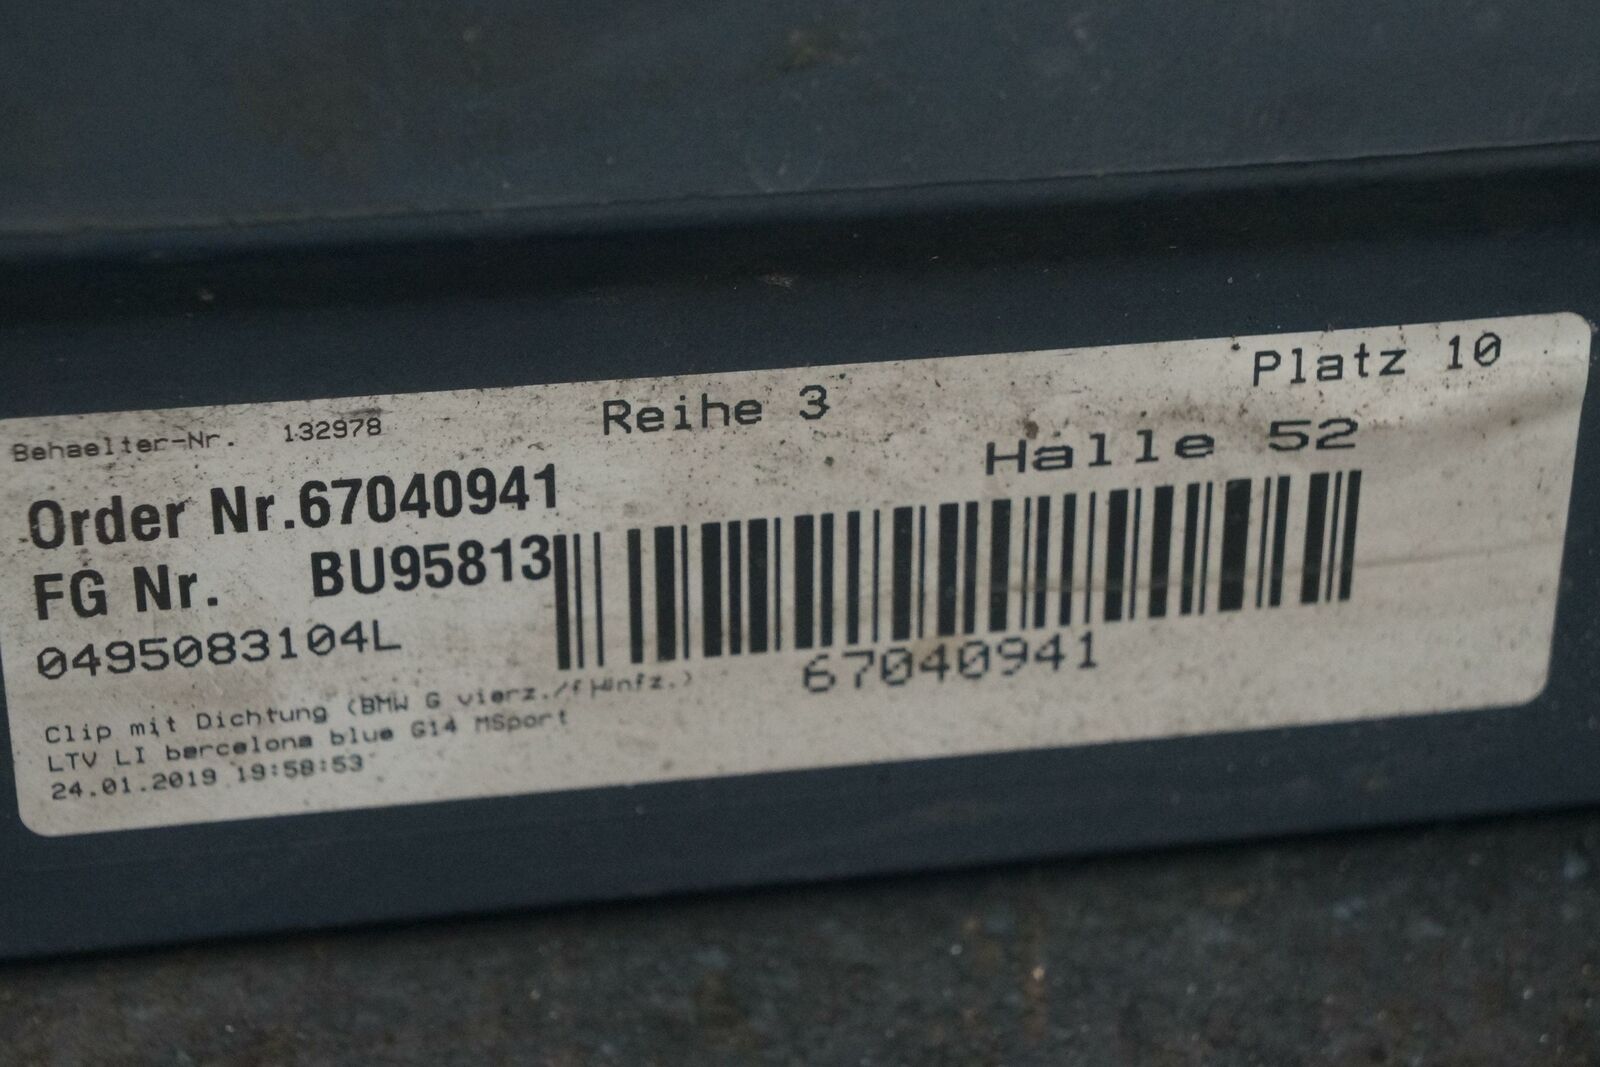 Behaelter-Nr. 132978
Reihe 3
Platz 10
Halle 52
Order Nr.67040941
FG Nr. BU95813
0495083104L
67040941
Clip mit Dichtung (BMW G vierz./
LTV LI barcelona blue G14 MSport
24.01.2019 19:58:53